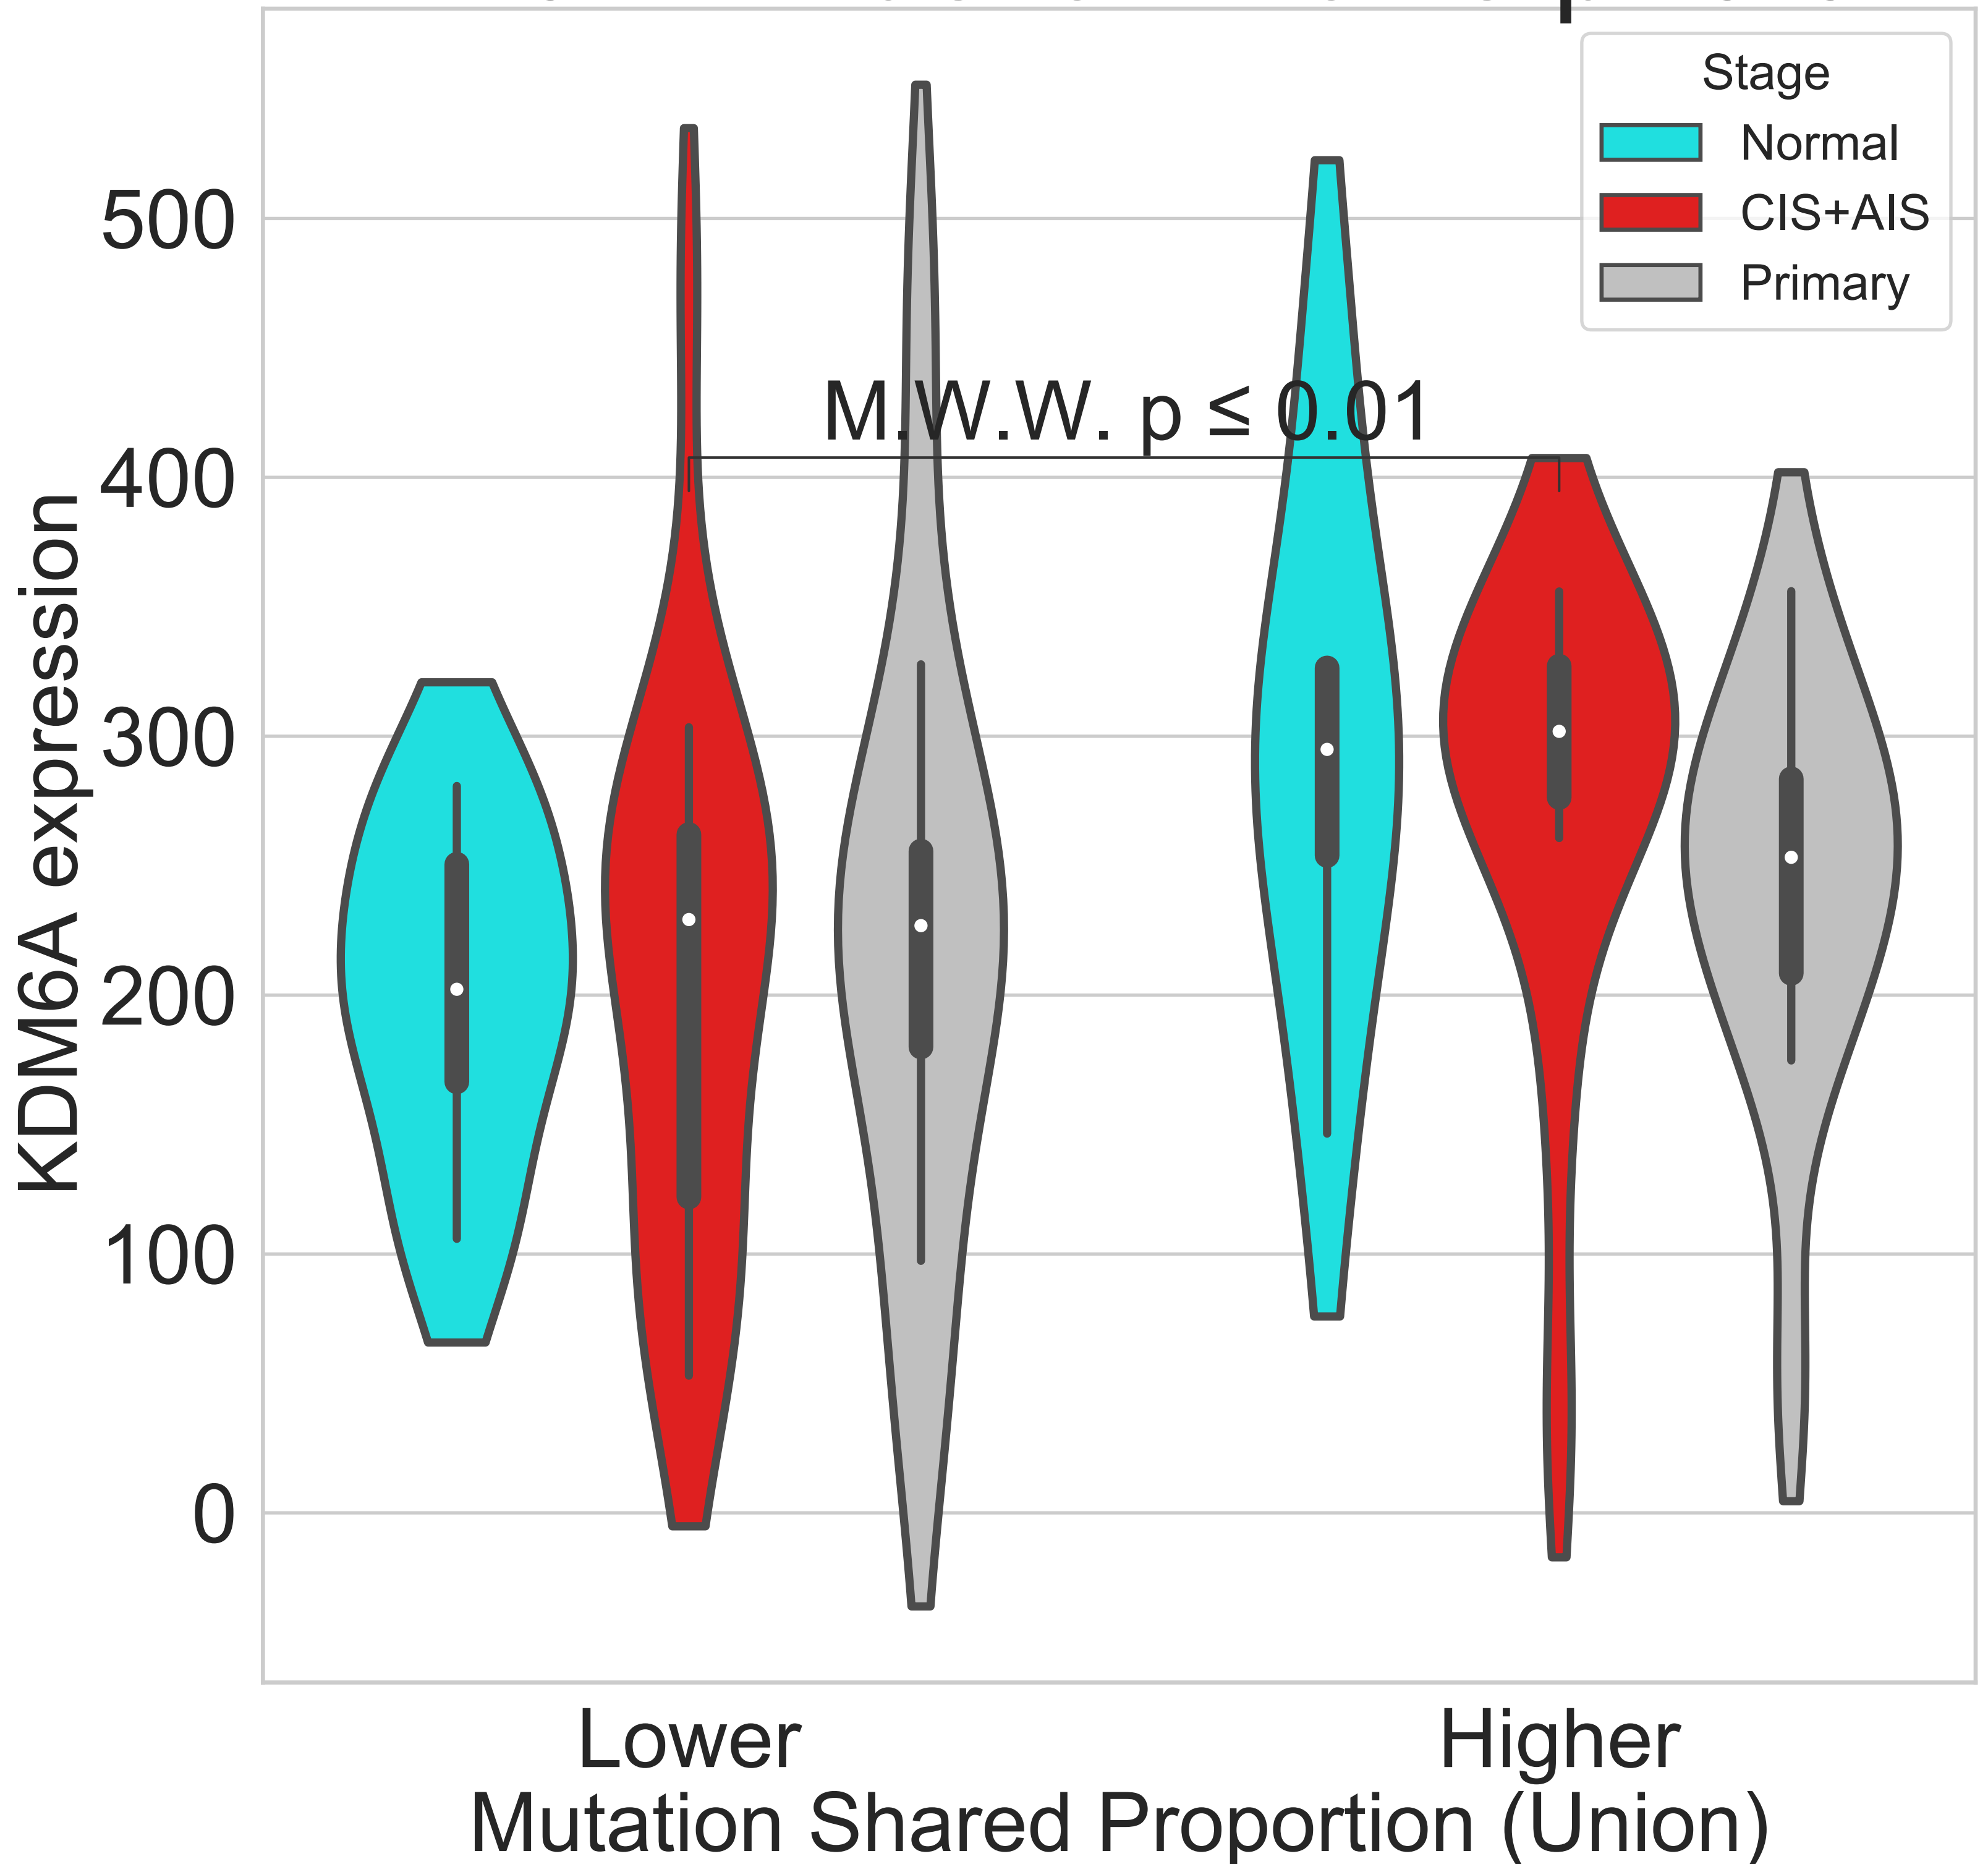 Stage
Normal
CIS+AIS
Primary
M.W.W. p ≤ 0.01
KDM6A expression
500
400
300
200
100
0
Lower
Higher
Mutation Shared Proportion (Union)